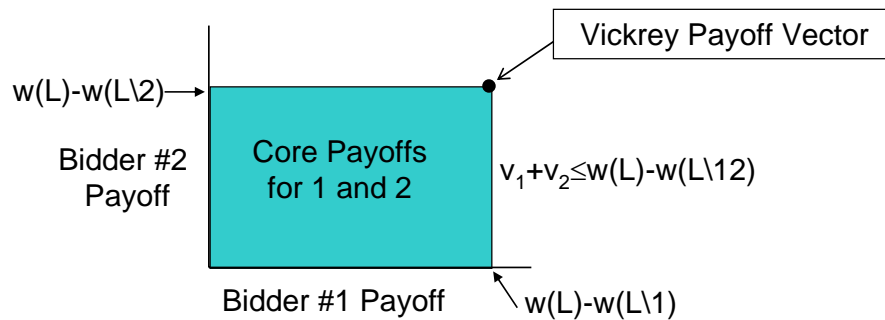 Vickrey Payoff Vector
w(L)-w(L\2)
Bidder #2
Payoff
Core Payoffs
for 1 and 2
v₁+v₂≤w(L)-w(L\12)
Bidder #1 Payoff
w(L)-w(L\1)